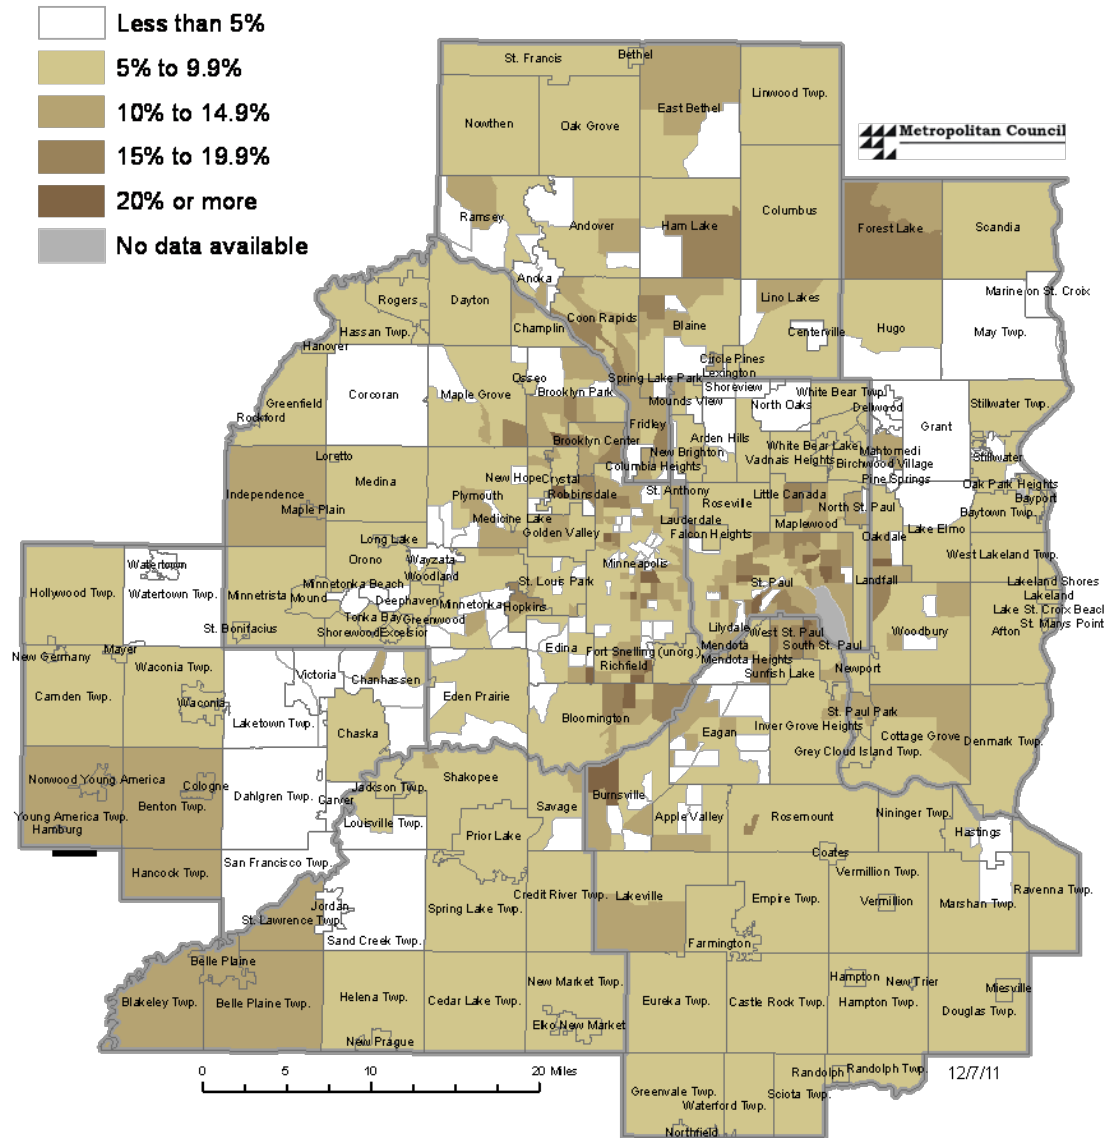 Less than 5%
5% to 9.9%
10% to 14.9%
15% to 19.9%
20% or more
No data available
Metropolitan Council
St. Francis
Bethel
Linwood Twp.
East Bethel
Nowthen
Oak Grove
Ramsey
Andover
Ham Lake
Columbus
Forest Lake
Scandia
Anoka
Rogers
Dayton
Lino Lakes
Marine on St. Croix
Hassan Twp.
Champlin
Coon Rapids
Blaine
Centerville
Hugo
May Twp.
Hanover
Circle Pines
Lexington
Osseo
Spring Lake Park
Shoreview
White Bear Twp.
Corcoran
Maple Grove
Brooklyn Park
Mounds View
North Oaks
Dellwood
Greenfield
Rockford
Fridley
Grant
Stillwater Twp.
Brooklyn Center
Arden Hills
White Bear Lake
Mahtomedi
Stillwater
Loretto
New Brighton
Vadnais Heights
Birchwood Village
Columbia Heights
Medina
New Hope
Crystal
Pine Springs
Oak Park Heights
Independence
Plymouth
Robbinsdale
St. Anthony
Little Canada
Bayport
Maple Plain
Medicine Lake
Roseville
North St. Paul
Baytown Twp.
Lauderdale
Maplewood
Lake Elmo
Golden Valley
Falcon Heights
Oakdale
Long Lake
Orono
Wayzata
Minneapolis
West Lakeland Twp.
Watertown
Woodland
Hollywood Twp.
Watertown Twp.
Minnetonka Beach
St. Louis Park
St. Paul
Landfall
Lakeland Shores
Minnetrista
Mound
Deephaven
Minnetonka
Hopkins
Lakeland
Tonka Bay
Greenwood
Lake St. Croix Beach
St. Bonifacius
Shorewood
Excelsior
Lilydale
West St. Paul
Woodbury
Afton
St. Marys Point
Mayer
Edina
Fort Snelling (unorg.)
Mendota
South St. Paul
New Germany
Waconia Twp.
Richfield
Mendota Heights
Newport
Victoria
Chanhassen
Sunfish Lake
Camden Twp.
Waconia
Eden Prairie
Laketown Twp.
Bloomington
St. Paul Park
Chaska
Eagan
Inver Grove Heights
Cottage Grove
Denmark Twp.
Grey Cloud Island Twp.
Norwood Young America
Shakopee
Cologne
Dahlgren Twp.
Jackson Twp.
Burnsville
Young America Twp.
Benton Twp.
Carver
Savage
Hamburg
Louisville Twp.
Apple Valley
Rosemount
Nininger Twp.
Prior Lake
Hastings
San Francisco Twp.
Coates
Hancock Twp.
Vermillion Twp.
Credit River Twp.
Lakeville
Empire Twp.
Ravenna Twp.
Jordan
Spring Lake Twp.
Vermillion
Marshan Twp.
St. Lawrence Twp.
Sand Creek Twp.
Farmington
Belle Plaine
New Market Twp.
Hampton
New Trier
Miesville
Blakeley Twp.
Belle Plaine Twp.
Helena Twp.
Cedar Lake Twp.
Eureka Twp.
Castle Rock Twp.
Hampton Twp.
Douglas Twp.
Elko New Market
New Prague
Randolph
Randolph Twp.
12/7/11
0 5 10 20 Miles
Greenvale Twp.
Sciota Twp.
Waterford Twp.
Northfield